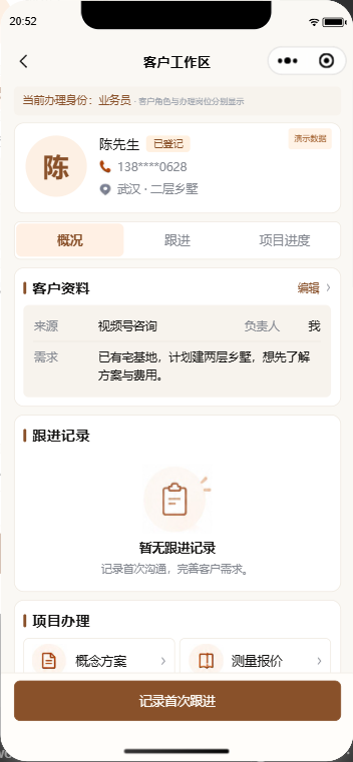 20:52
客户工作区
当前办理身份：业务员 · 客户角色与办理岗位分别显示
陈
陈先生 已登记
演示数据
138****0628
武汉 · 二层乡墅
概况 跟进 项目进度
客户资料 编辑
来源 视频号咨询 负责人 我
需求 已有宅基地，计划建两层乡墅，想先了解
方案与费用。
跟进记录
暂无跟进记录
记录首次沟通，完善客户需求。
项目办理
概念方案 测量报价
记录首次跟进